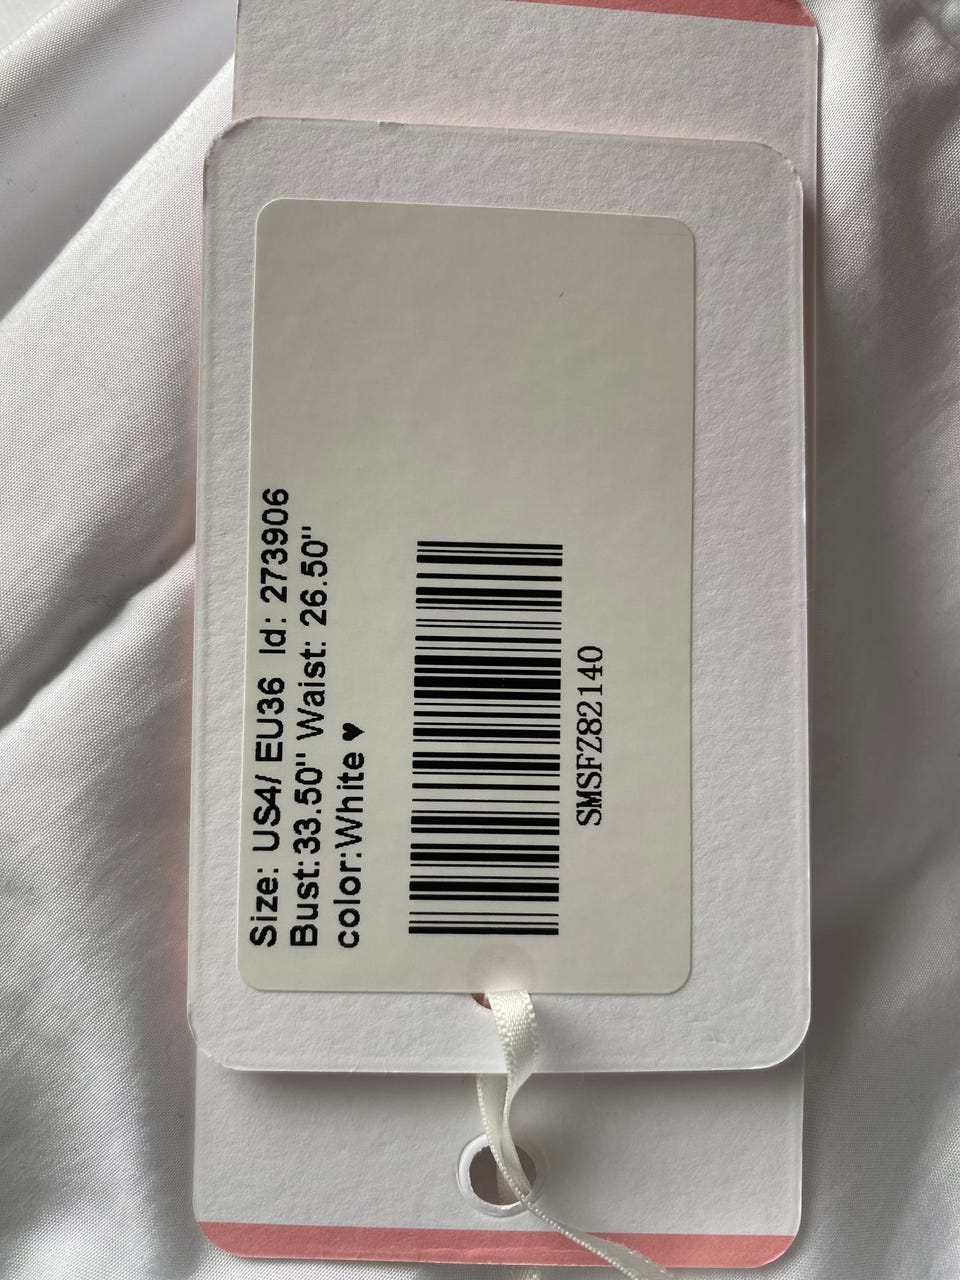 Size: US4/ EU36 Id: 273906
Bust:33.50" Waist: 26.50"
color:White ♥
SMSFZ82140